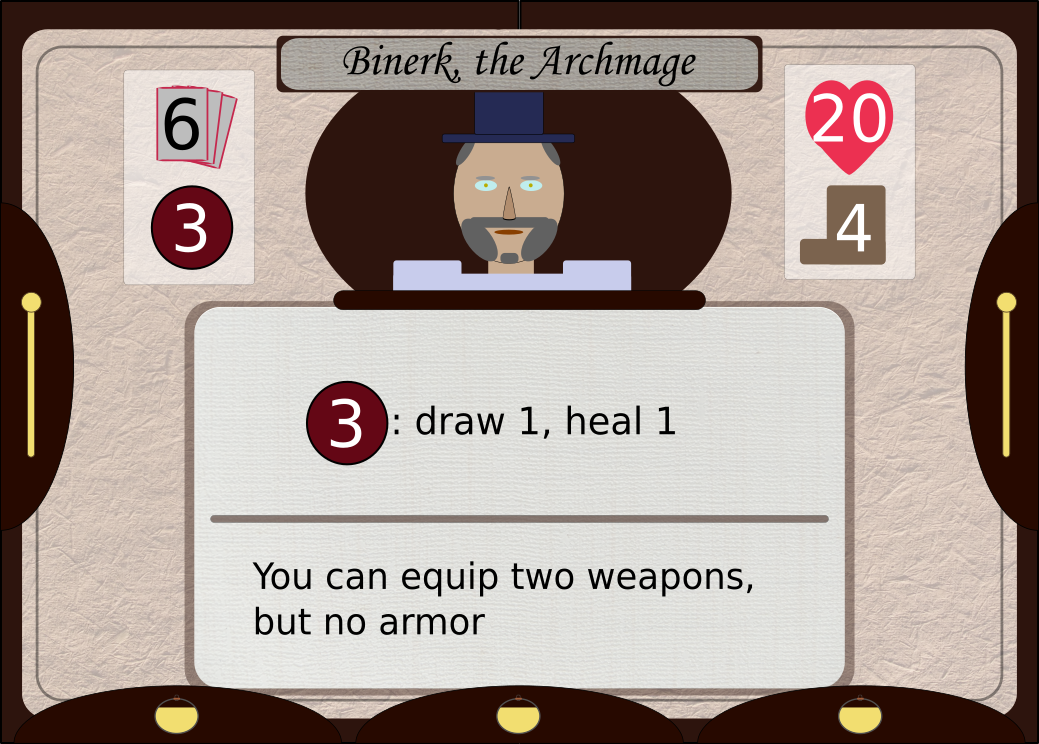 Binerk, the Archmage
6
20
3
4
3 : draw 1, heal 1
You can equip two weapons,
but no armor